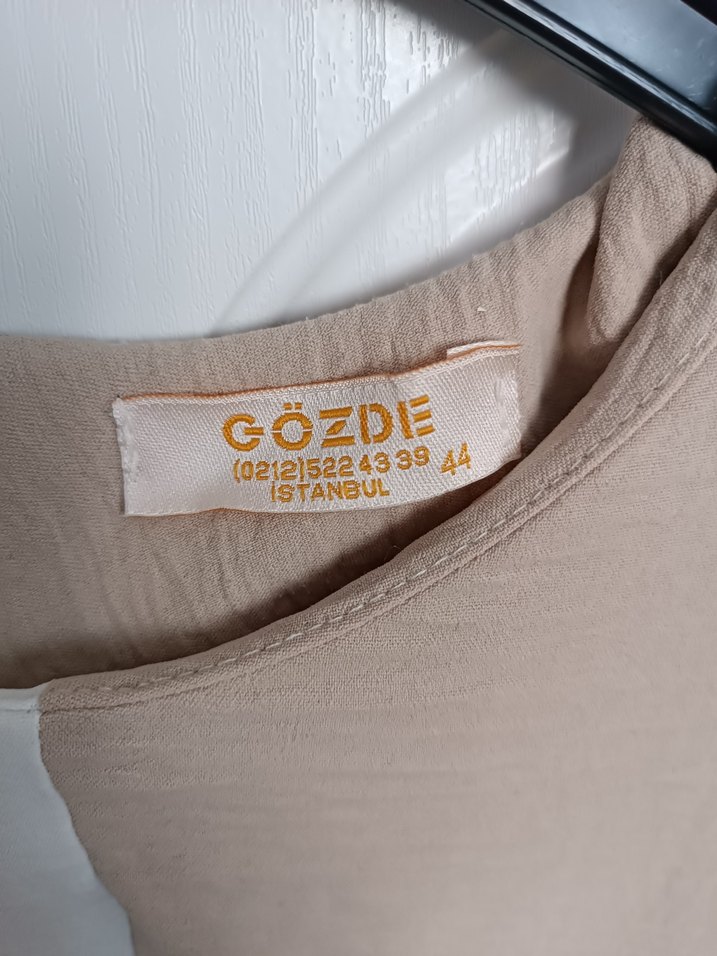 GÖZDE
(0212) 522 43 39 44
İSTANBUL